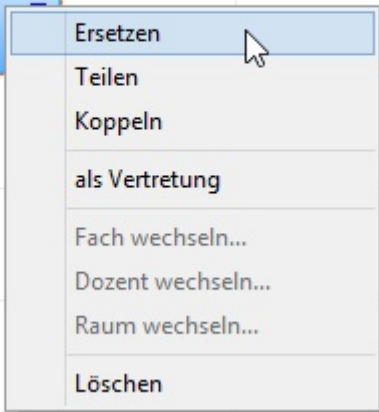 Ersetzen
Teilen
Koppeln
als Vertretung
Fach wechseln...
Dozent wechseln...
Raum wechseln...
Löschen